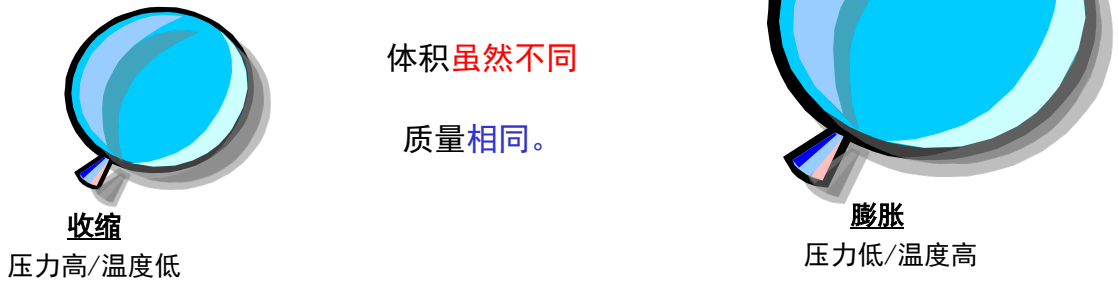 体积虽然不同
质量相同。
收缩
压力高/温度低
膨胀
压力低/温度高